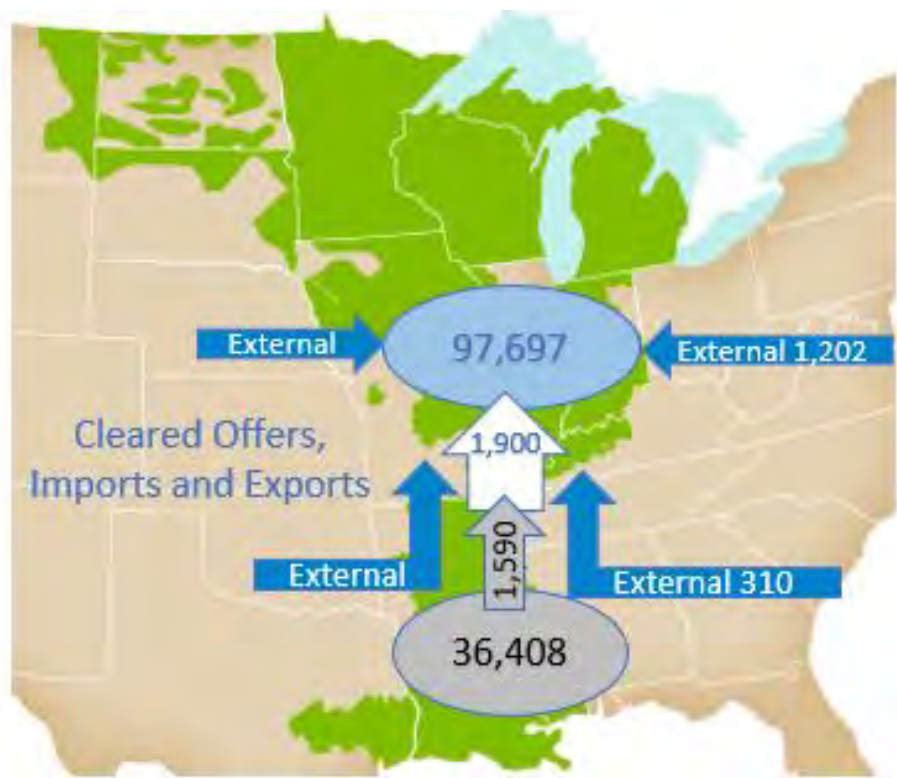 97,697
External
External 1,202
Cleared Offers,
Imports and Exports
1,900
1,590
External
External 310
36,408